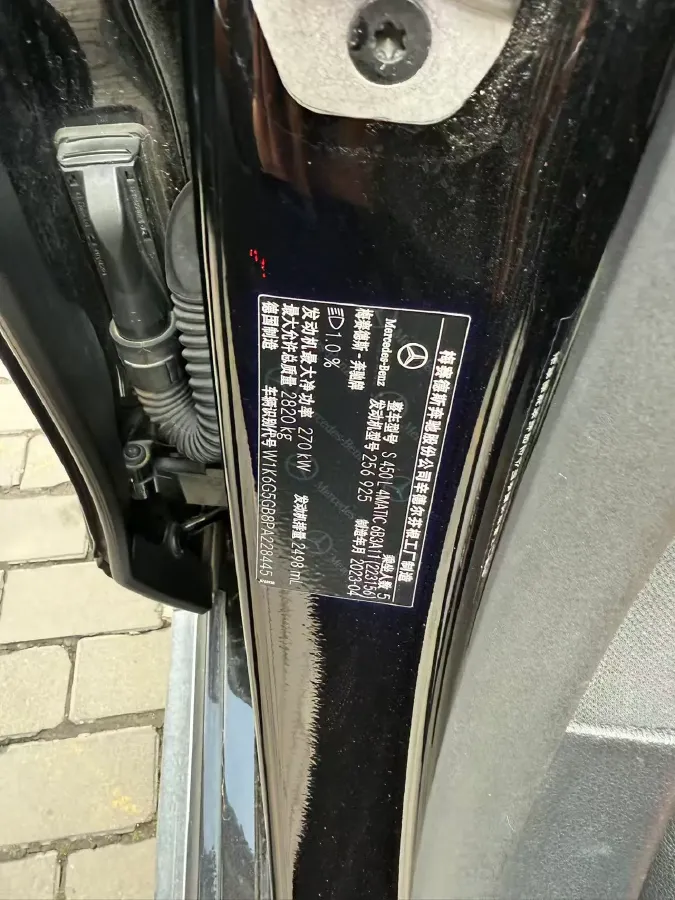 梅赛德斯奔驰股份公司辛德尔芬根工厂制造
Mercedes-Benz
梅赛德斯-奔驰牌
整车型号 S 450 L 4MATIC 6B3A11(223156)
发动机型号 256 925
乘坐人数 5
制造年月 2023-04
1.0 %
发动机最大净功率 270 kW
发动机排量 2498 mL
最大允许总质量 2820 kg
德国制造
车辆识别代号 W1K6G5GB8PA228445